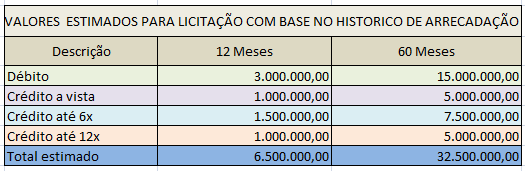 VALORES ESTIMADOS PARA LICITAÇÃO COM BASE NO HISTORICO DE ARRECADAÇÃO
Descrição 12 Meses 60 Meses
Débito 3.000.000,00 15.000.000,00
Crédito a vista 1.000.000,00 5.000.000,00
Crédito até 6x 1.500.000,00 7.500.000,00
Crédito até 12x 1.000.000,00 5.000.000,00
Total estimado 6.500.000,00 32.500.000,00